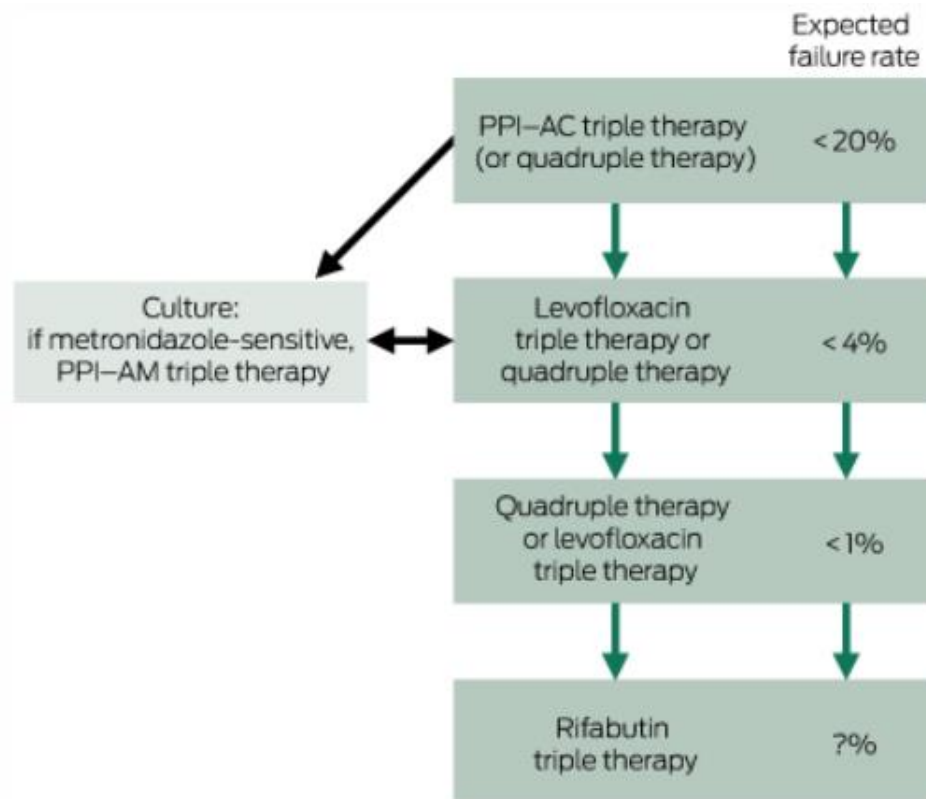 Expected
failure rate
PPI–AC triple therapy
(or quadruple therapy)
<20%
Culture:
if metronidazole-sensitive,
PPI–AM triple therapy
Levofloxacin
triple therapy or
quadruple therapy
<4%
Quadruple therapy
or levofloxacin
triple therapy
<1%
Rifabutin
triple therapy
?%